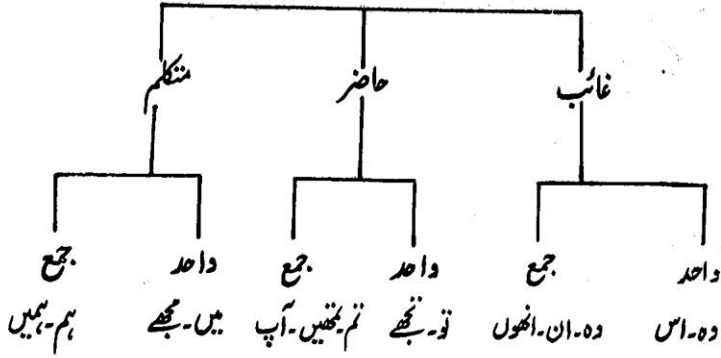 غائب حاضر متکلم
واحد جمع واحد جمع واحد جمع
وہ۔اس وہ۔ان۔انھوں تو۔تجھے تم۔تمھیں۔آپ میں۔مجھے ہم۔ہمیں